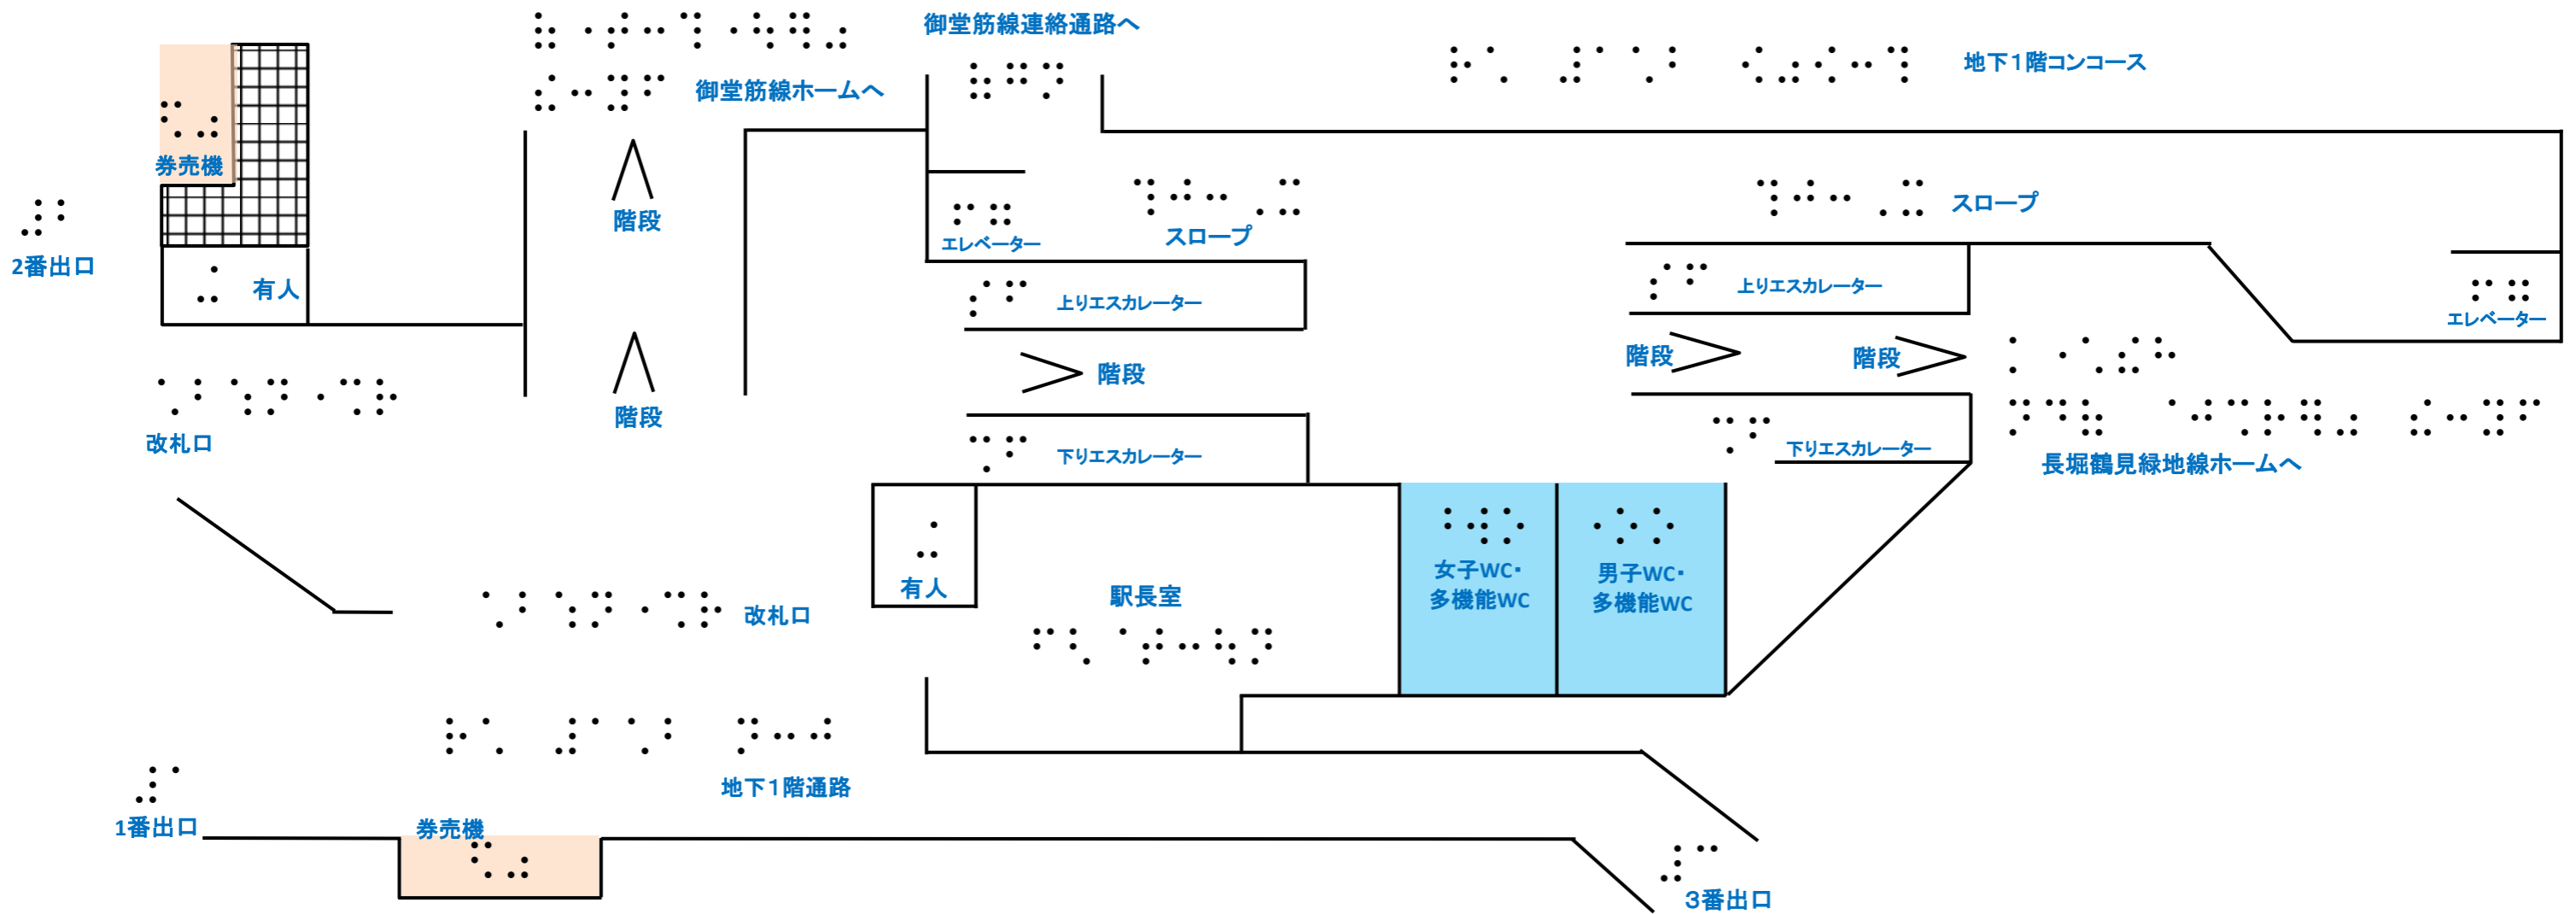 御堂筋線連絡通路へ
地下1階コンコース
御堂筋線ホームへ
券売機
階段
スロープ
スロープ
エレベーター
2番出口
有人
上りエスカレーター
上りエスカレーター
エレベーター
階段
階段
階段
階段
改札口
下りエスカレーター
下りエスカレーター
長堀鶴見緑地線ホームへ
有人
駅長室
女子WC・
多機能WC
男子WC・
多機能WC
改札口
地下1階通路
1番出口
券売機
3番出口